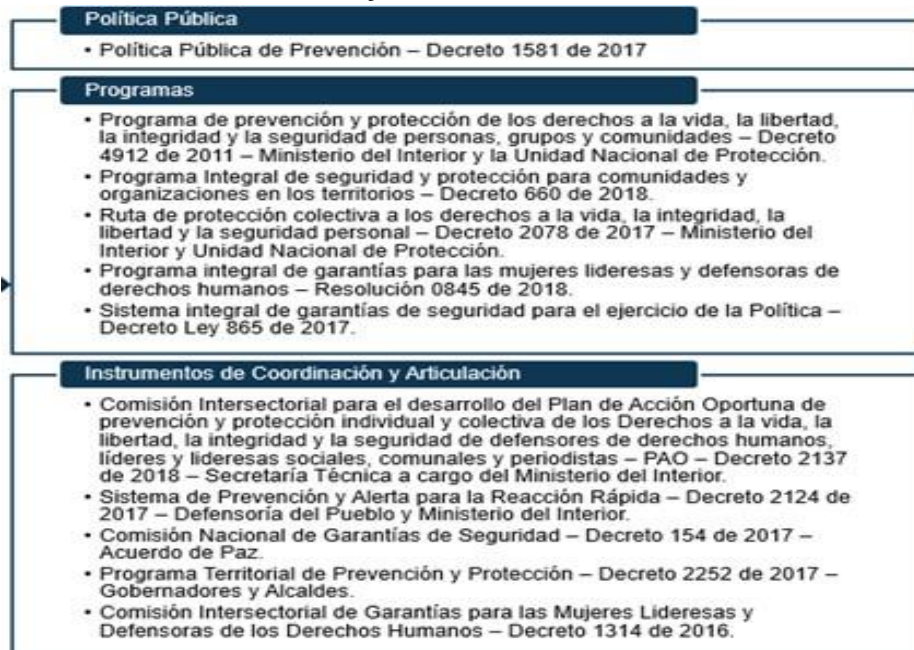 Política Pública
• Política Pública de Prevención – Decreto 1581 de 2017
Programas
• Programa de prevención y protección de los derechos a la vida, la libertad,
la integridad y la seguridad de personas, grupos y comunidades – Decreto
4912 de 2011 – Ministerio del Interior y la Unidad Nacional de Protección.
• Programa Integral de seguridad y protección para comunidades y
organizaciones en los territorios – Decreto 660 de 2018.
• Ruta de protección colectiva a los derechos a la vida, la integridad, la
libertad y la seguridad personal – Decreto 2078 de 2017 – Ministerio del
Interior y Unidad Nacional de Protección.
• Programa integral de garantías para las mujeres lideresas y defensoras de
derechos humanos – Resolución 0845 de 2018.
• Sistema integral de garantías de seguridad para el ejercicio de la Política –
Decreto Ley 865 de 2017.
Instrumentos de Coordinación y Articulación
• Comisión Intersectorial para el desarrollo del Plan de Acción Oportuna de
prevención y protección individual y colectiva de los Derechos a la vida, la
libertad, la integridad y la seguridad de defensores de derechos humanos,
líderes y lideresas sociales, comunales y periodistas – PAO – Decreto 2137
de 2018 – Secretaría Técnica a cargo del Ministerio del Interior.
• Sistema de Prevención y Alerta para la Reacción Rápida – Decreto 2124 de
2017 – Defensoría del Pueblo y Ministerio del Interior.
• Comisión Nacional de Garantías de Seguridad – Decreto 154 de 2017 –
Acuerdo de Paz.
• Programa Territorial de Prevención y Protección – Decreto 2252 de 2017 –
Gobernadores y Alcaldes.
• Comisión Intersectorial de Garantías para las Mujeres Lideresas y
Defensoras de los Derechos Humanos – Decreto 1314 de 2016.